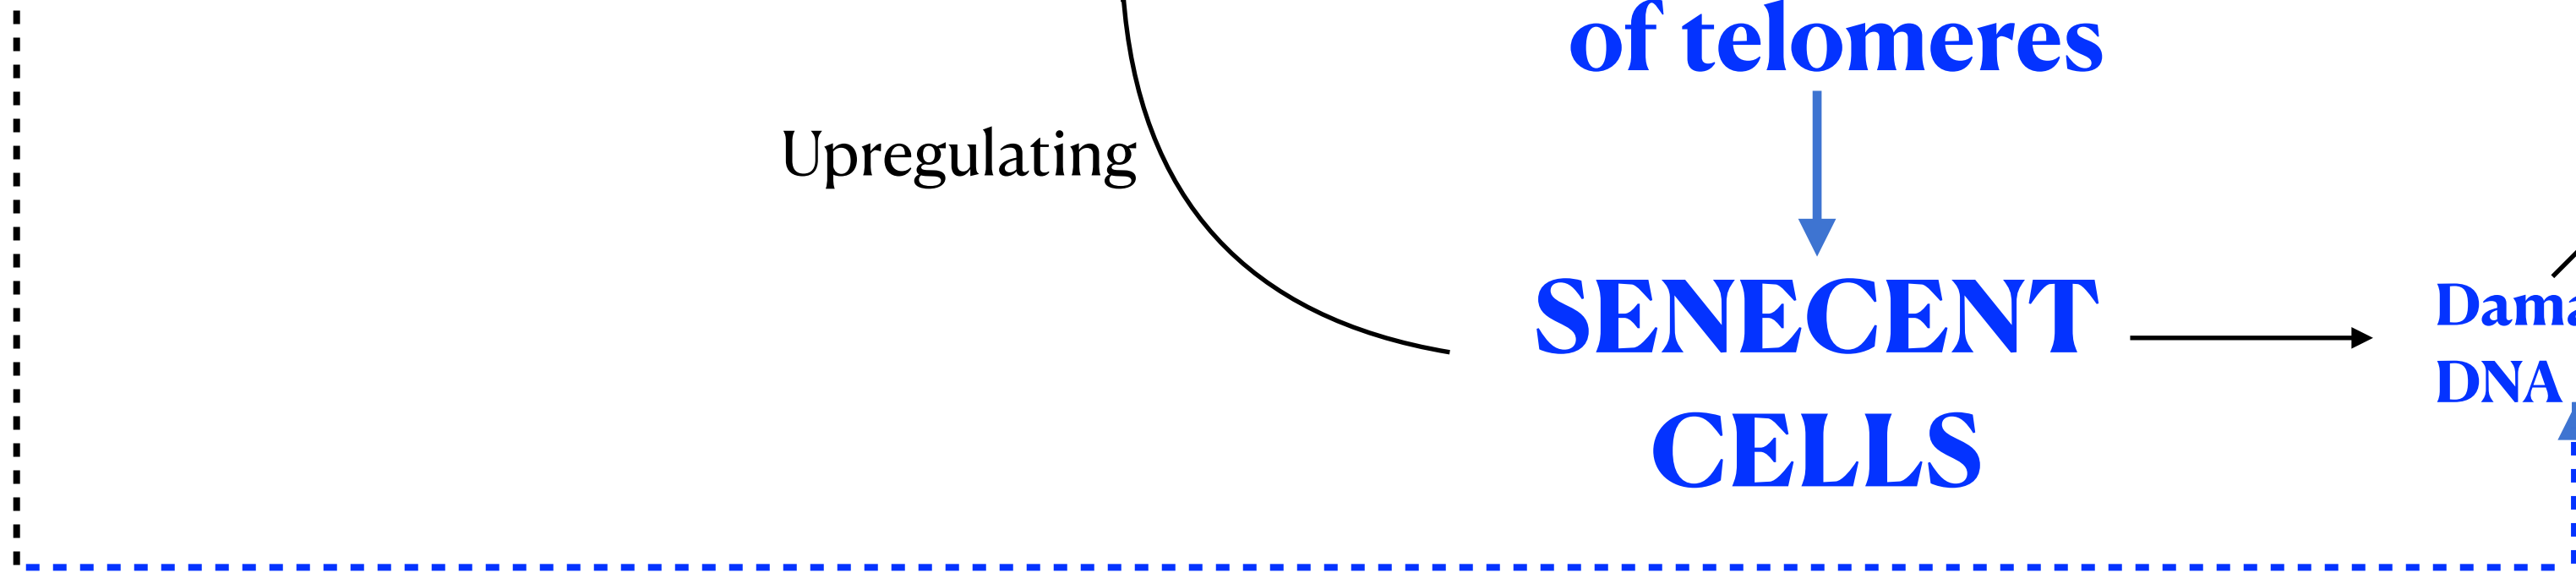 of telomeres
Upregulating
SENECENT
CELLS
DNA